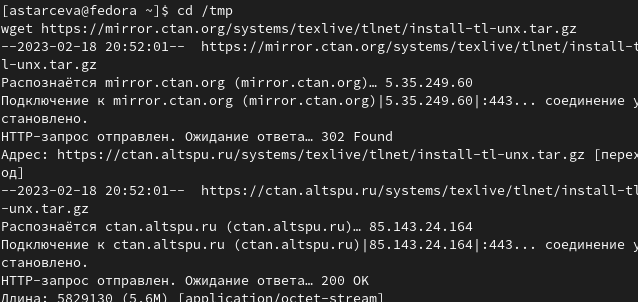 [astarceva@fedora ~]$ cd /tmp
wget https://mirror.ctan.org/systems/texlive/tlnet/install-tl-unx.tar.gz
--2023-02-18 20:52:01--  https://mirror.ctan.org/systems/texlive/tlnet/install-t
l-unx.tar.gz
Распознаётся mirror.ctan.org (mirror.ctan.org)… 5.35.249.60
Подключение к mirror.ctan.org (mirror.ctan.org)|5.35.249.60|:443... соединение у
становлено.
HTTP-запрос отправлен. Ожидание ответа… 302 Found
Адрес: https://ctan.altspu.ru/systems/texlive/tlnet/install-tl-unx.tar.gz [перех
од]
--2023-02-18 20:52:01--  https://ctan.altspu.ru/systems/texlive/tlnet/install-tl
-unx.tar.gz
Распознаётся ctan.altspu.ru (ctan.altspu.ru)… 85.143.24.164
Подключение к ctan.altspu.ru (ctan.altspu.ru)|85.143.24.164|:443... соединение у
становлено.
HTTP-запрос отправлен. Ожидание ответа… 200 OK
Длина: 5829130 (5,6M) [application/octet-stream]